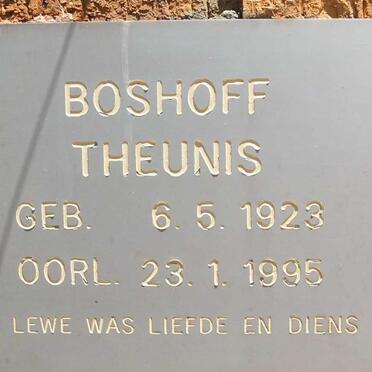 BOSHOFF
THEUNIS
GEB. 6. 5. 1923
OORL. 23. 1. 1995
LEWE WAS LIEFDE EN DIENS